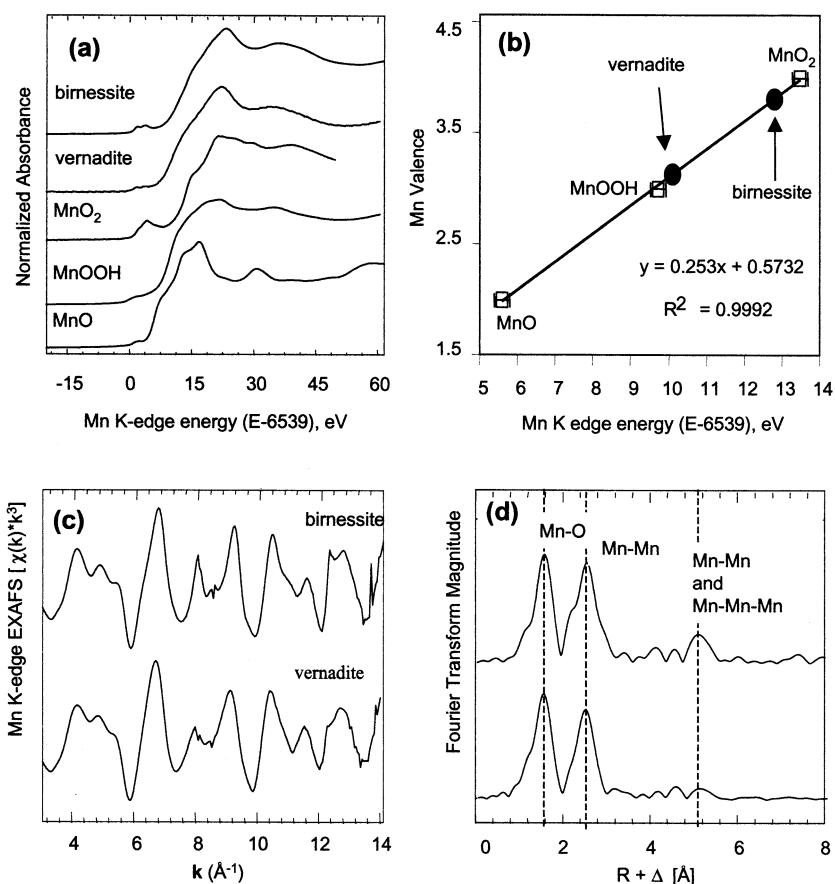 (a)
birnessite
vernadite
MnO2
MnOOH
MnO
Normalized Absorbance
-15 0 15 30 45 60
Mn K-edge energy (E-6539), eV
(b)
4.5
3.5
2.5
1.5
Mn Valence
vernadite
MnO2
MnOOH
birnessite
y = 0.253x + 0.5732
R2 = 0.9992
MnO
5 6 7 8 9 10 11 12 13 14
Mn K edge energy (E-6539), eV
(c)
birnessite
vernadite
Mn K-edge EXAFS [ χ(k)*k3]
4 6 8 10 12 14
k (Å-1)
(d)
Mn-O
Mn-Mn
Mn-Mn
and
Mn-Mn-Mn
Fourier Transform Magnitude
0 2 4 6 8
R + Δ [Å]